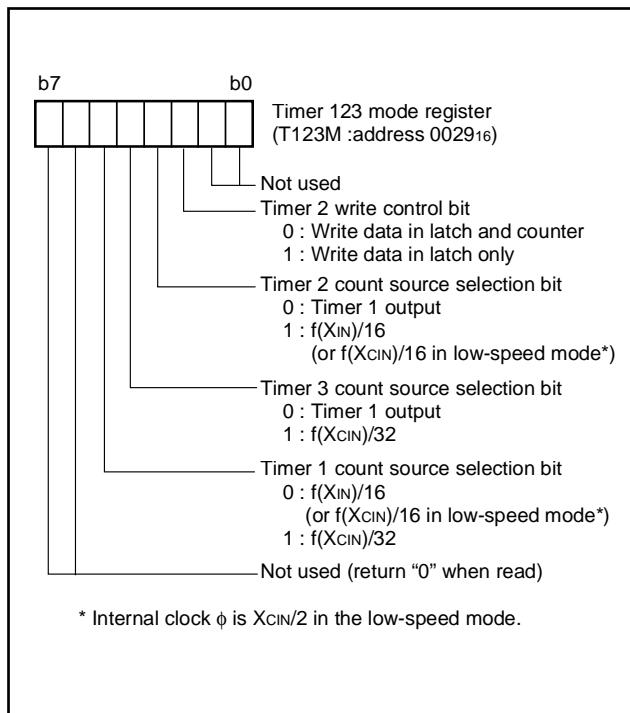 b7 b0
Timer 123 mode register
(T123M :address 002916)
Not used
Timer 2 write control bit
0 : Write data in latch and counter
1 : Write data in latch only
Timer 2 count source selection bit
0 : Timer 1 output
1 : f(XIN)/16
(or f(XCIN)/16 in low-speed mode*)
Timer 3 count source selection bit
0 : Timer 1 output
1 : f(XCIN)/32
Timer 1 count source selection bit
0 : f(XIN)/16
(or f(XCIN)/16 in low-speed mode*)
1 : f(XCIN)/32
Not used (return “0” when read)
* Internal clock ϕ is XCIN/2 in the low-speed mode.